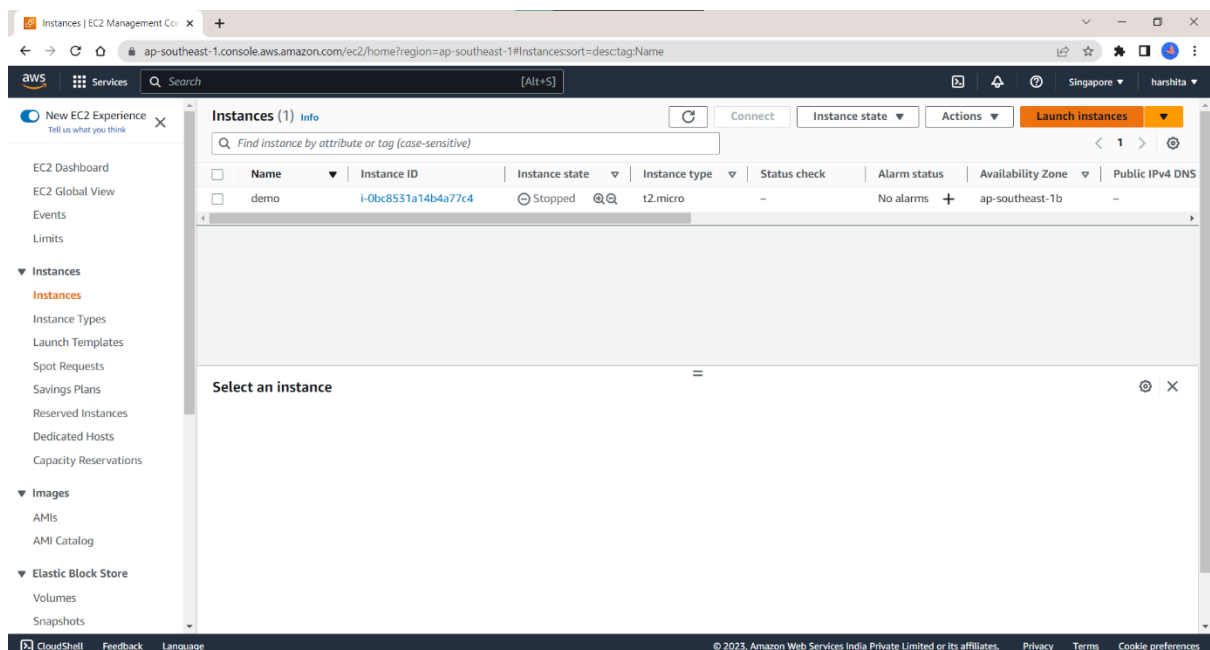 Instances | EC2 Management Cor
ap-southeast-1.console.aws.amazon.com/ec2/home?region=ap-southeast-1#Instances:sort=desc:tag:Name
aws Services Search [Alt+S] Singapore harshita
New EC2 Experience
Tell us what you think
EC2 Dashboard
EC2 Global View
Events
Limits
Instances
Instances
Instance Types
Launch Templates
Spot Requests
Savings Plans
Reserved Instances
Dedicated Hosts
Capacity Reservations
Images
AMIs
AMI Catalog
Elastic Block Store
Volumes
Snapshots
Instances (1) Info Connect Instance state Actions Launch instances
Find instance by attribute or tag (case-sensitive) 1
Name Instance ID Instance state Instance type Status check Alarm status Availability Zone Public IPv4 DNS
demo i-0bc8531a14b4a77c4 Stopped t2.micro – No alarms + ap-southeast-1b –
Select an instance
CloudShell Feedback Language © 2023, Amazon Web Services India Private Limited or its affiliates. Privacy Terms Cookie preferences